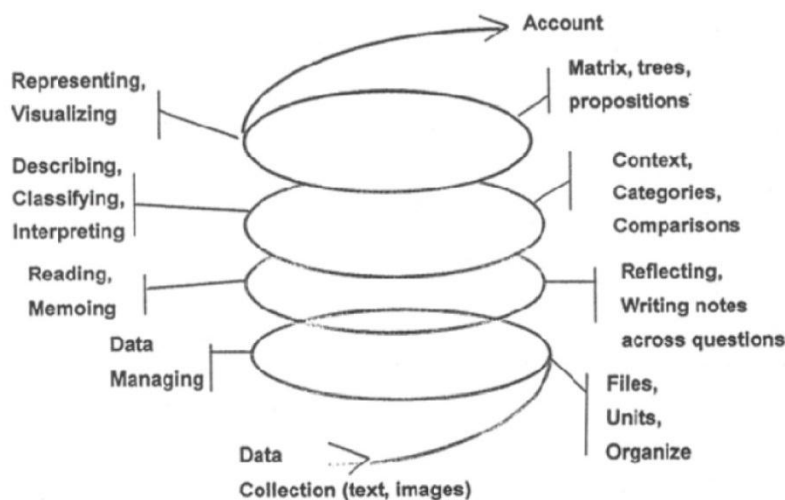 Account
Representing,
Visualizing
Matrix, trees,
propositions
Describing,
Classifying,
Interpreting
Context,
Categories,
Comparisons
Reading,
Memoing
Reflecting,
Writing notes
across questions
Data
Managing
Files,
Units,
Organize
Data
Collection (text, images)